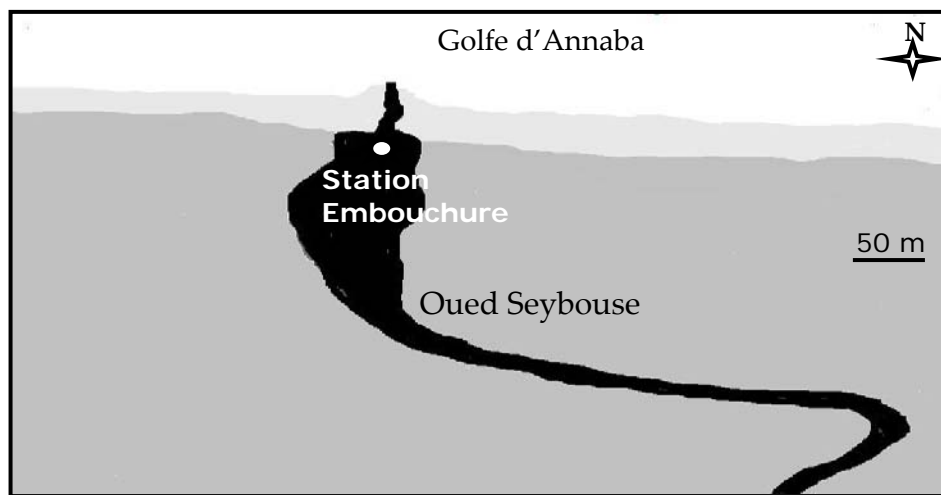 Golfe d'Annaba
N
Station
Embouchure
50 m
Oued Seybouse